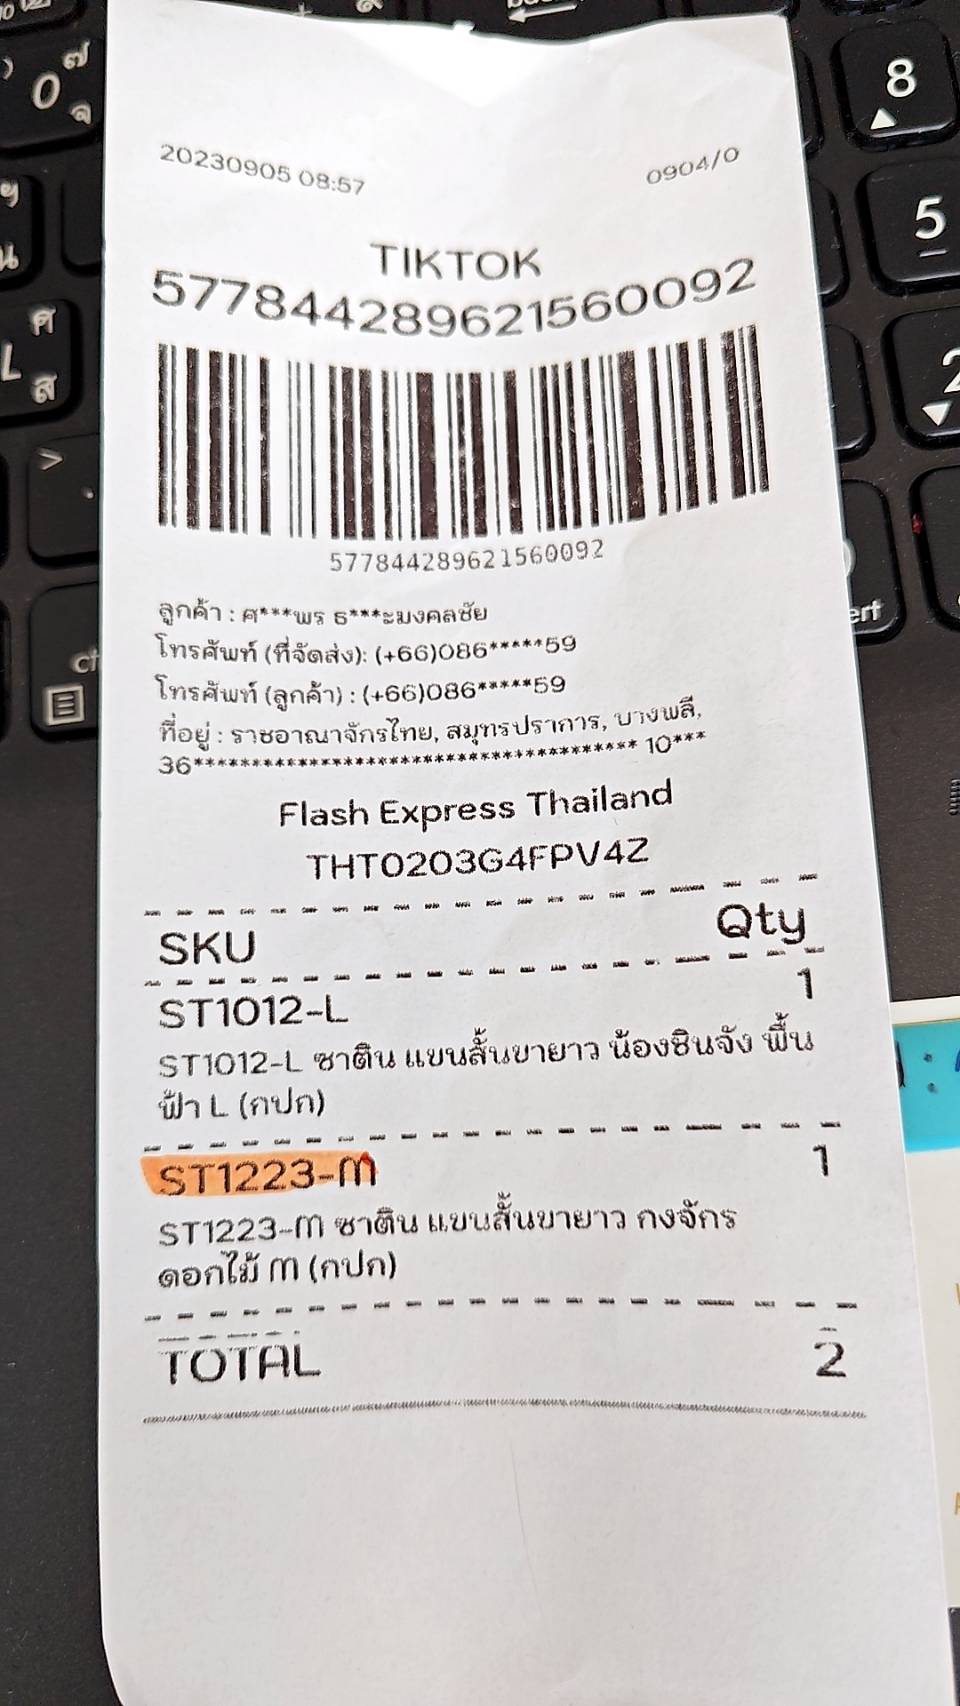 20230905 08:57
0904/0
TIKTOK
577844289621560092
577844289621560092
ลูกค้า : ศ***พร ธ***ะมงคลชัย
โทรศัพท์ (ที่จัดส่ง): (+66)086*****59
โทรศัพท์ (ลูกค้า) : (+66)086*****59
ที่อยู่ : ราชอาณาจักรไทย, สมุทรปราการ, บางพลี,
36************************************** 10***
Flash Express Thailand
THT0203G4FPV4Z
SKU Qty
ST1012-L 1
ST1012-L ซาติน แขนสั้นขายาว น้องชินจัง พื้น
ฟ้า L (กปก)
ST1223-M 1
ST1223-M ซาติน แขนสั้นขายาว กงจักร
ดอกไม้ M (กปก)
TOTAL 2
8
5
2
0
L